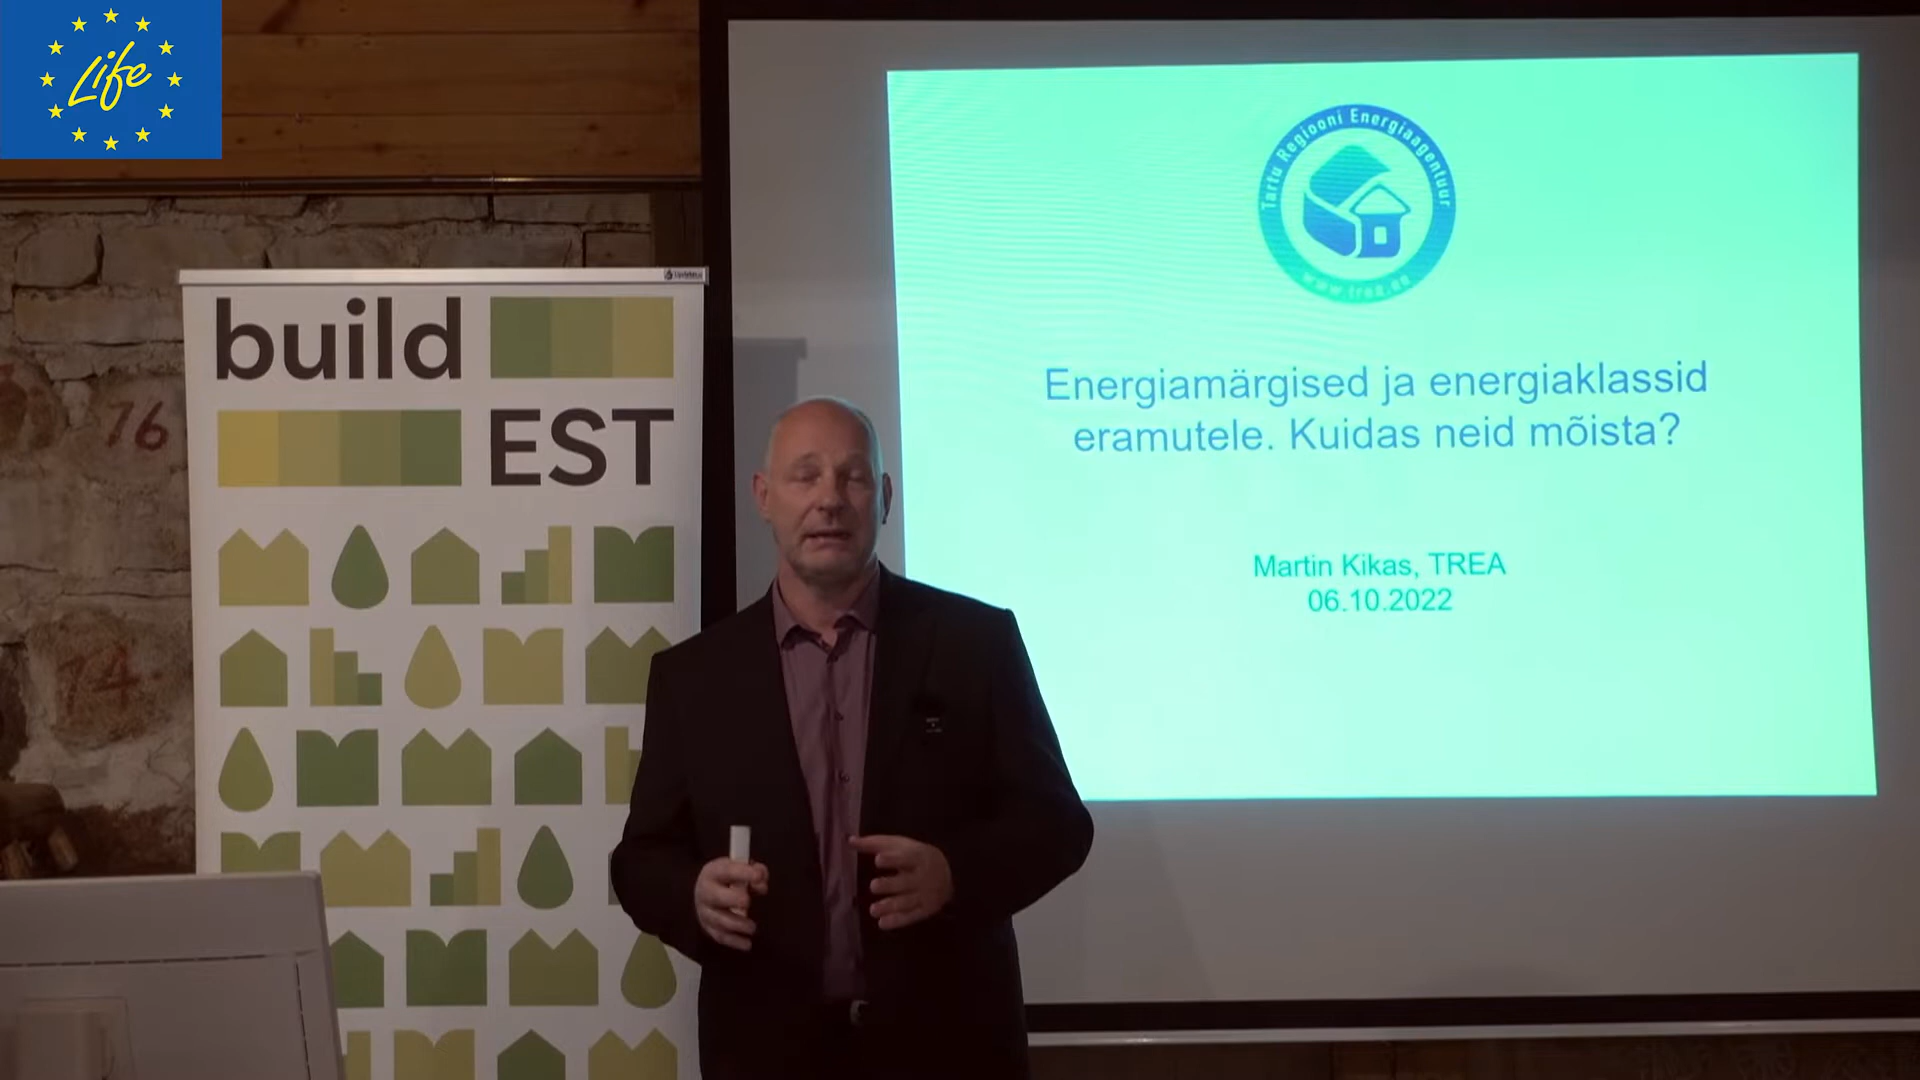 Life
build
EST
76
74
Tartu Regiooni Energiaagentuur
www.trea.ee
Energiamärgised ja energiaklassid
eramutele. Kuidas neid mõista?
Martin Kikas, TREA
06.10.2022